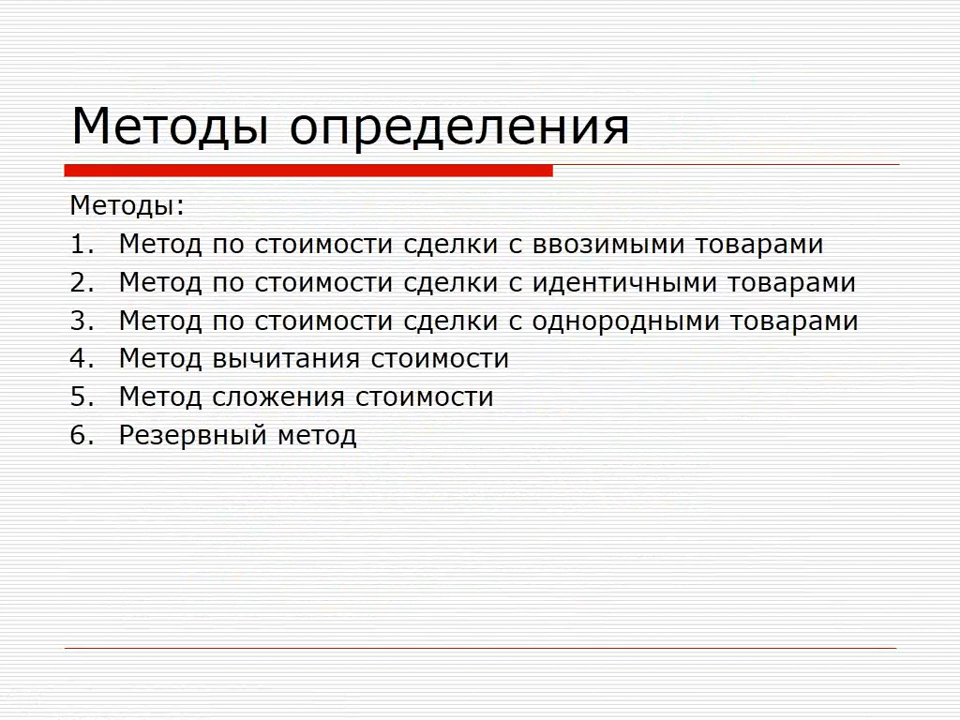 Методы определения
Методы:
1. Метод по стоимости сделки с ввозимыми товарами
2. Метод по стоимости сделки с идентичными товарами
3. Метод по стоимости сделки с однородными товарами
4. Метод вычитания стоимости
5. Метод сложения стоимости
6. Резервный метод